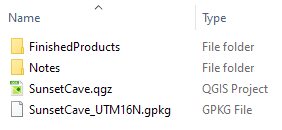 Name Type
FinishedProducts File folder
Notes File folder
SunsetCave.qgz QGIS Project
SunsetCave_UTM16N.gpkg GPKG File